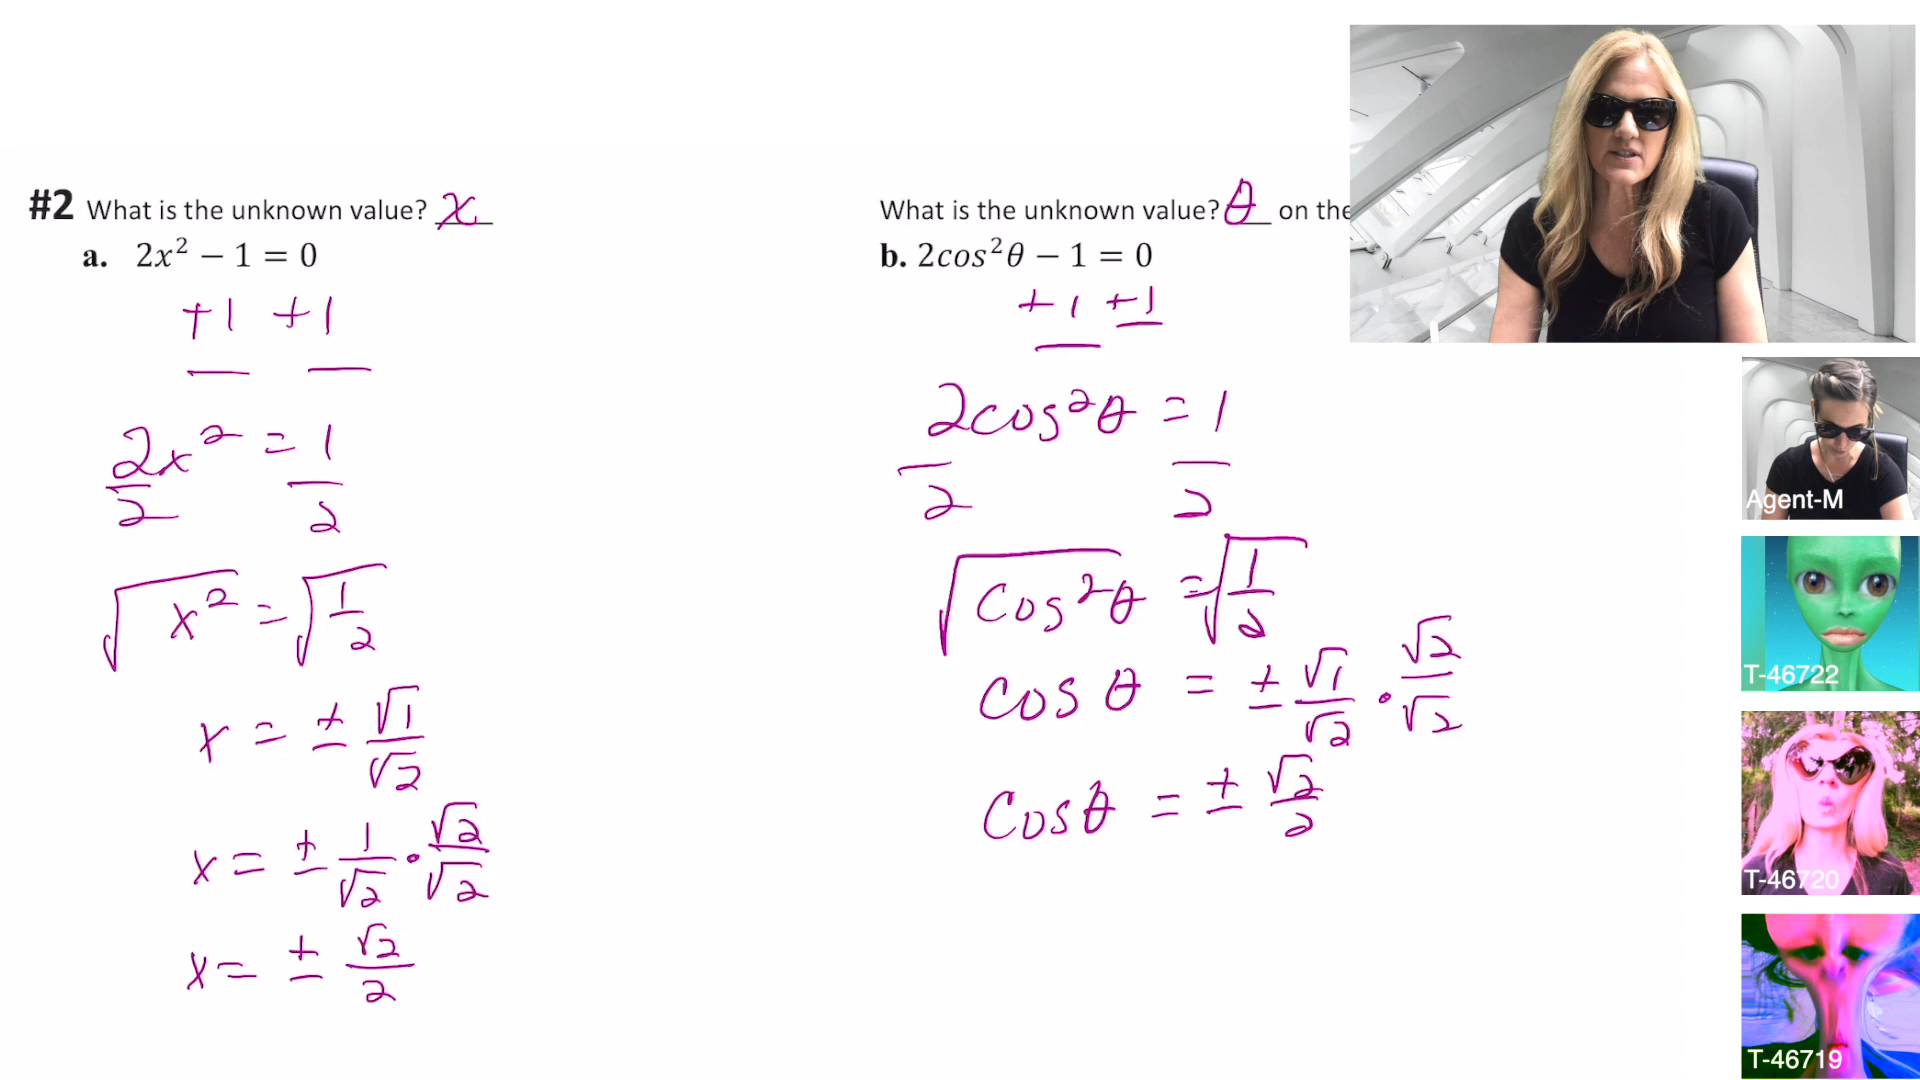 #2 What is the unknown value? x
a. 2x² − 1 = 0
+1 +1
2x² = 1
2 2
√x² = √1/2
x = ± √1/√2
x = ± 1/√2 • √2/√2
x = ± √2/2
What is the unknown value? θ on the
b. 2cos²θ − 1 = 0
+1 +1
2cos²θ = 1
2 2
√cos²θ = √1/2
cos θ = ± √1/√2 • √2/√2
cosθ = ± √2/2
Agent-M
T-46722
T-46720
T-46719